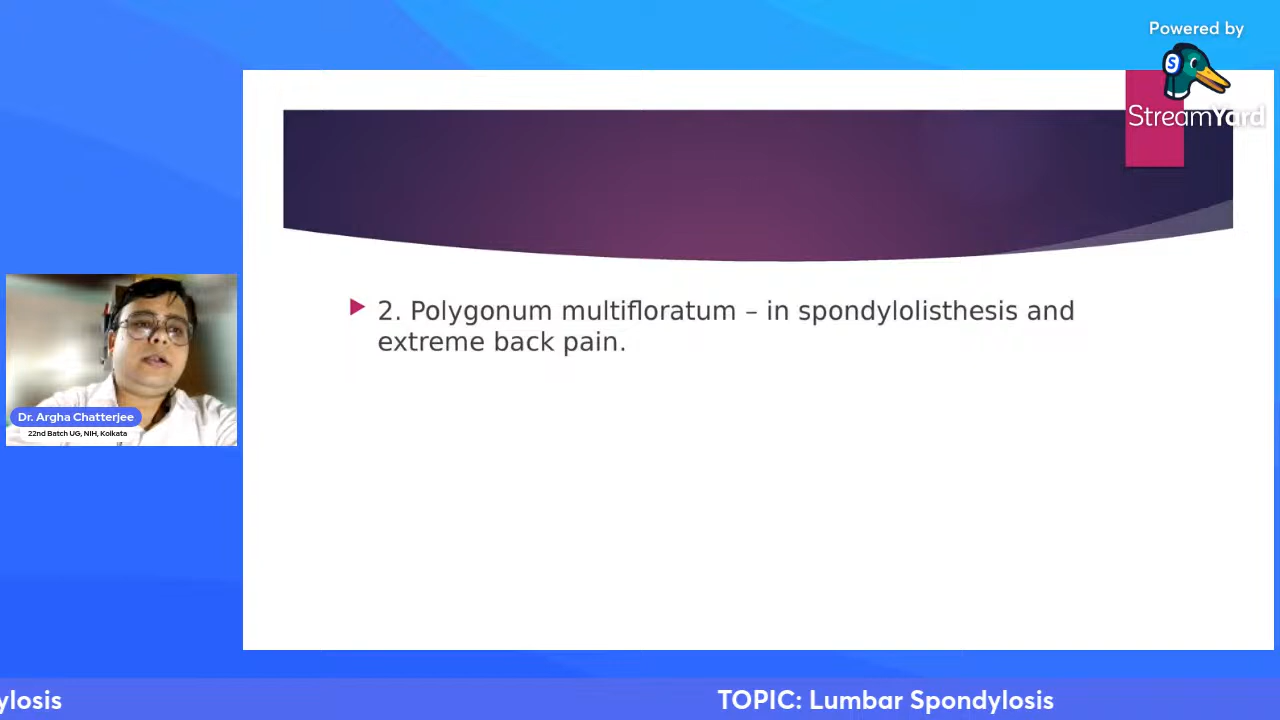 Powered by
StreamYard
2. Polygonum multifloratum – in spondylolisthesis and
extreme back pain.
Dr. Argha Chatterjee
22nd Batch UG, NIH, Kolkata
ylosis
TOPIC: Lumbar Spondylosis